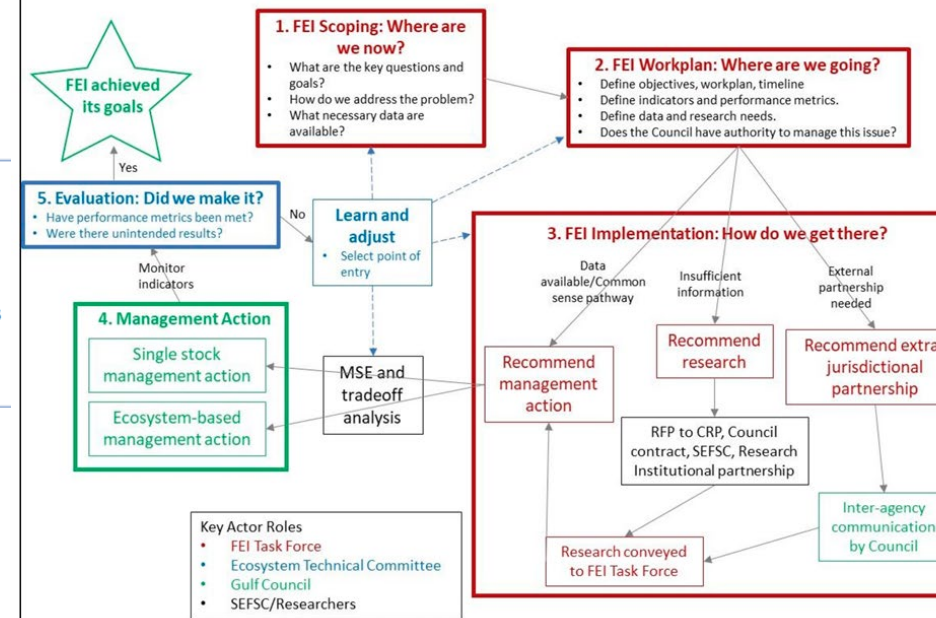 1. FEI Scoping: Where are
we now?
• What are the key questions and
goals?
• How do we address the problem?
• What necessary data are
available?
2. FEI Workplan: Where are we going?
• Define objectives, workplan, timeline
• Define indicators and performance metrics.
• Define data and research needs.
• Does the Council have authority to manage this issue?
FEI achieved
its goals
Yes
5. Evaluation: Did we make it?
• Have performance metrics been met?
• Were there unintended results?
No
Learn and
adjust
• Select point of
entry
Monitor
indicators
3. FEI Implementation: How do we get there?
Data
available/Common
sense pathway
Insufficient
information
External
partnership
needed
4. Management Action
Single stock
management action
Ecosystem-based
management action
MSE and
tradeoff
analysis
Recommend
management
action
Recommend
research
Recommend extra
jurisdictional
partnership
RFP to CRP, Council
contract, SEFSC, Research
Institutional partnership
Inter-agency
communication
by Council
Research conveyed
to FEI Task Force
Key Actor Roles
• FEI Task Force
• Ecosystem Technical Committee
• Gulf Council
• SEFSC/Researchers